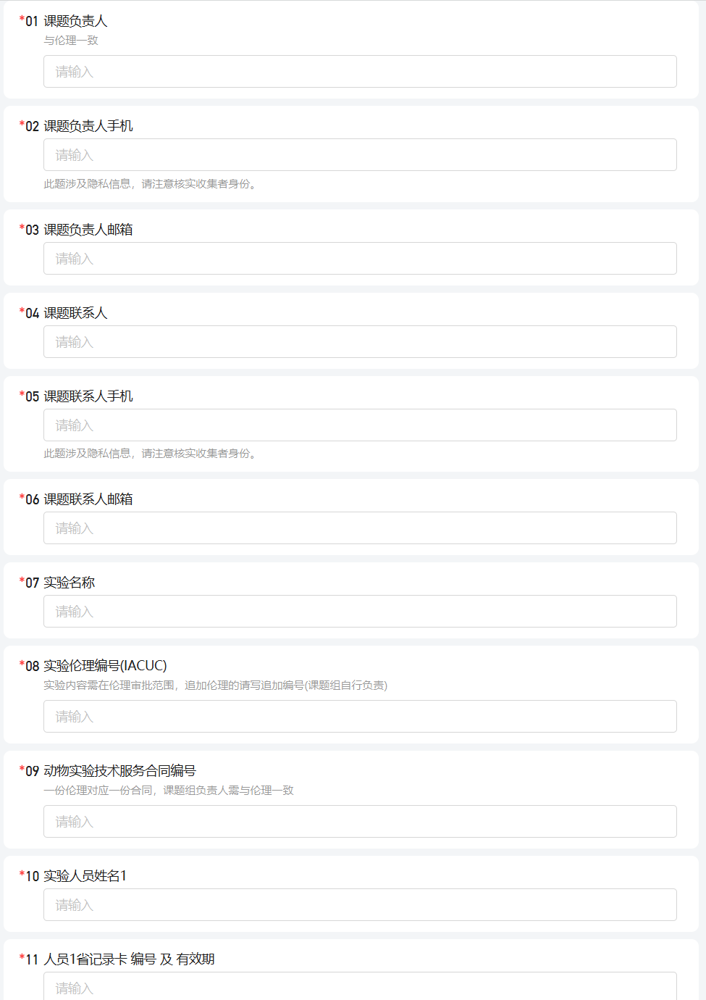 *01 课题负责人
与伦理一致
请输入
*02 课题负责人手机
请输入
此题涉及隐私信息，请注意核实收集者身份。
*03 课题负责人邮箱
请输入
*04 课题联系人
请输入
*05 课题联系人手机
请输入
此题涉及隐私信息，请注意核实收集者身份。
*06 课题联系人邮箱
请输入
*07 实验名称
请输入
*08 实验伦理编号(IACUC)
实验内容需在伦理审批范围，追加伦理的请写追加编号(课题组自行负责)
请输入
*09 动物实验技术服务合同编号
一份伦理对应一份合同，课题组负责人需与伦理一致
请输入
*10 实验人员姓名1
请输入
*11 人员1省记录卡 编号 及 有效期
请输入